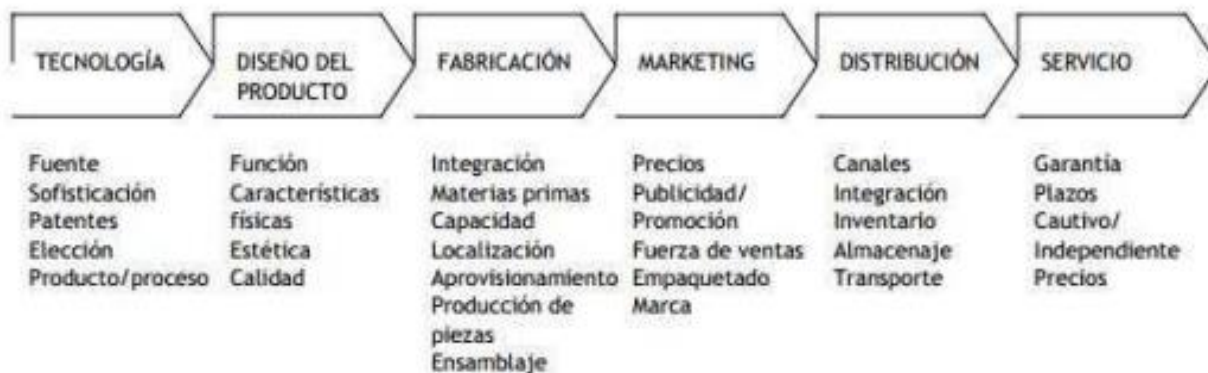 TECNOLOGÍA
DISEÑO DEL
PRODUCTO
FABRICACIÓN
MARKETING
DISTRIBUCIÓN
SERVICIO
Fuente
Sofisticación
Patentes
Elección
Producto/proceso
Función
Características
físicas
Estética
Calidad
Integración
Materias primas
Capacidad
Localización
Aprovisionamiento
Producción de
piezas
Ensamblaje
Precios
Publicidad/
Promoción
Fuerza de ventas
Empaquetado
Marca
Canales
Integración
Inventario
Almacenaje
Transporte
Garantía
Plazos
Cautivo/
Independiente
Precios